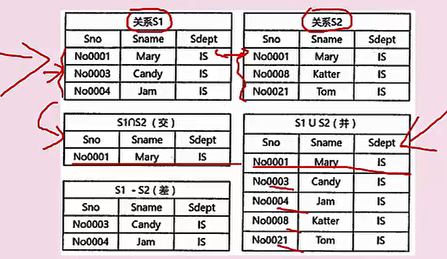 关系S1
Sno Sname Sdept
No0001 Mary IS
No0003 Candy IS
No0004 Jam IS
关系S2
Sno Sname Sdept
No0001 Mary IS
No0008 Katter IS
No0021 Tom IS
S1∩S2（交）
Sno Sname Sdept
No0001 Mary IS
S1 - S2（差）
No0003 Candy IS
No0004 Jam IS
S1 U S2（并）
Sno Sname Sdept
No0001 Mary IS
No0003 Candy IS
No0004 Jam IS
No0008 Katter IS
No0021 Tom IS